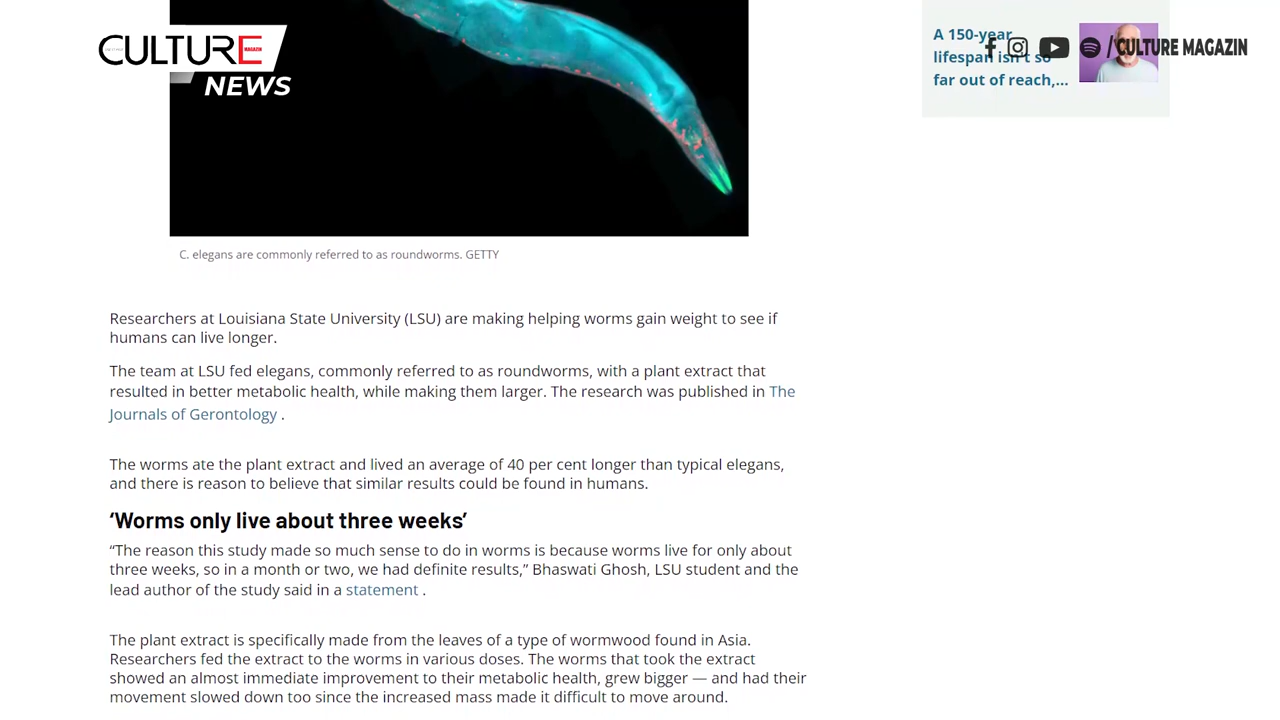 CULTURE
MAGAZIN
NEWS
A 150-year
lifespan isn't so
far out of reach,...
/CULTURE MAGAZIN
C. elegans are commonly referred to as roundworms. GETTY
Researchers at Louisiana State University (LSU) are making helping worms gain weight to see if
humans can live longer.
The team at LSU fed elegans, commonly referred to as roundworms, with a plant extract that
resulted in better metabolic health, while making them larger. The research was published in The
Journals of Gerontology .
The worms ate the plant extract and lived an average of 40 per cent longer than typical elegans,
and there is reason to believe that similar results could be found in humans.
‘Worms only live about three weeks’
“The reason this study made so much sense to do in worms is because worms live for only about
three weeks, so in a month or two, we had definite results,” Bhaswati Ghosh, LSU student and the
lead author of the study said in a statement .
The plant extract is specifically made from the leaves of a type of wormwood found in Asia.
Researchers fed the extract to the worms in various doses. The worms that took the extract
showed an almost immediate improvement to their metabolic health, grew bigger — and had their
movement slowed down too since the increased mass made it difficult to move around.